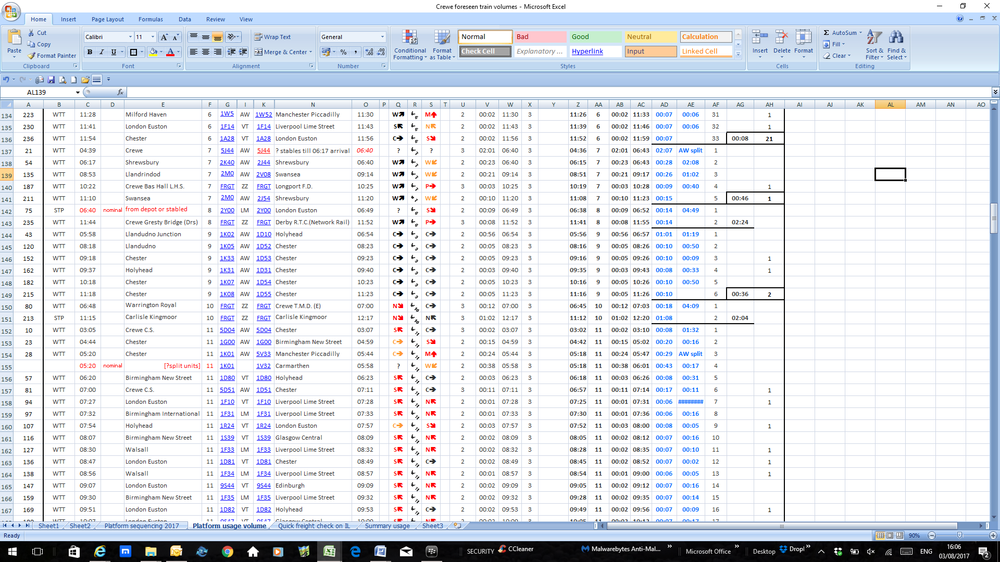 Crewe foreseen train volumes - Microsoft Excel
Home Insert Page Layout Formulas Data Review View
Cut Calibri 11 Wrap Text General Normal Bad Good Neutral Calculation AutoSum
Copy Fill
Paste Format Painter B I U Merge & Center % , Conditional Formatting Format as Table Check Cell Explanatory ... Hyperlink Input Linked Cell Insert Delete Format Clear Sort & Filter Find & Select
Clipboard Font Alignment Number Styles Cells Editing
AL139 fx
A B C D E F G I K N O P Q R S T U V W X Y Z AA AB AC AD AE AF AG AH AI AJ AK AL AM AN AO
134 223 WTT 11:28 Milford Haven 6 1W5 AW 1W52 Manchester Piccadilly 11:30 W M 2 00:02 11:30 3 11:26 6 00:02 11:33 00:07 00:06 31 1
135 230 WTT 11:41 London Euston 6 1F14 VT 1F14 Liverpool Lime Street 11:43 S N 2 00:02 11:43 3 11:39 6 00:02 11:46 00:07 00:06 32 1
136 236 WTT 11:54 Chester 6 1A28 VT 1A28 London Euston 11:56 C S 2 00:02 11:56 3 11:52 6 00:02 11:59 00:07 33 00:08 21
137 21 WTT 04:39 Crewe 7 5J44 AW 5J44 ? stables till 06:17 arrival 06:40 ? ? 3 02:01 06:40 3 04:36 7 02:01 06:43 02:07 AW split 1
138 54 WTT 06:17 Shrewsbury 7 2K40 AW 2J44 Shrewsbury 06:40 W W 2 00:23 06:40 3 06:15 7 00:23 06:43 00:28 02:08 2
139 135 WTT 08:53 Llandrindod 7 2M0 AW 2V08 Swansea 09:14 W W 2 00:21 09:14 3 08:51 7 00:21 09:17 00:26 01:02 3
140 187 WTT 10:22 Crewe Bas Hall L.H.S. 7 FRGT ZZ FRGT Longport F.D. 10:25 W P 3 00:03 10:25 3 10:19 7 00:03 10:28 00:09 00:40 4 1
141 211 WTT 11:10 Swansea 7 2M0 AW 2J54 Shrewsbury 11:20 W W 2 00:10 11:20 3 11:08 7 00:10 11:23 00:15 5 00:46 1
142 75 STP 06:40 nominal from depot or stabled 8 2Y00 LM 2Y00 London Euston 06:49 ? S 2 00:09 06:49 3 06:38 8 00:09 06:52 00:14 04:49 1
143 235 WTT 11:44 Crewe Gresty Bridge (Drs) 8 FRGT ZZ FRGT Derby R.T.C.(Network Rail) 11:52 W P 3 00:08 11:52 3 11:41 8 00:08 11:55 00:14 2 02:24
144 43 WTT 05:58 Llandudno Junction 9 1K02 AW 1D10 Holyhead 06:54 C C 2 00:56 06:54 3 05:56 9 00:56 06:57 01:01 01:19 1
145 120 WTT 08:18 Llandudno 9 1K05 AW 1D52 Chester 08:23 C C 2 00:05 08:23 3 08:16 9 00:05 08:26 00:10 00:50 2
146 152 WTT 09:18 Chester 9 1K33 AW 1D53 Chester 09:23 C C 2 00:05 09:23 3 09:16 9 00:05 09:26 00:10 00:09 3 1
147 162 WTT 09:37 Holyhead 9 1K31 AW 1D31 Chester 09:40 C C 2 00:03 09:40 3 09:35 9 00:03 09:43 00:08 00:33 4 1
148 182 WTT 10:18 Chester 9 1K07 AW 1D54 Chester 10:23 C C 2 00:05 10:23 3 10:16 9 00:05 10:26 00:10 00:50 5
149 215 WTT 11:18 Chester 9 1K08 AW 1D55 Chester 11:23 C C 2 00:05 11:23 3 11:16 9 00:05 11:26 00:10 6 00:36 2
150 80 WTT 06:48 Warrington Royal 10 FRGT ZZ FRGT Crewe T.M.D. (E) 07:00 N C 3 00:12 07:00 3 06:45 10 00:12 07:03 00:18 04:09 1
151 213 STP 11:15 Carlisle Kingmoor 10 FRGT ZZ FRGT Carlisle Kingmoor 12:17 N N 3 01:02 12:17 3 11:12 10 01:02 12:20 01:08 2 02:04
152 10 WTT 03:05 Crewe C.S. 11 5D04 AW 5D04 Chester 03:07 S C 3 00:02 03:07 3 03:02 11 00:02 03:10 00:08 01:32 1
153 23 WTT 04:44 Chester 11 1G00 AW 1G00 Birmingham New Street 04:59 C S 2 00:15 04:59 3 04:42 11 00:15 05:02 00:20 00:16 2
154 28 WTT 05:20 Chester 11 1K01 AW 5V33 Manchester Piccadilly 05:44 C M 2 00:24 05:44 3 05:18 11 00:24 05:47 00:29 AW split 3
155 05:20 nominal [?split units] 11 1K01 1V32 Carmarthen 05:58 ? W 2 00:38 05:58 3 05:18 11 00:38 06:01 00:43 00:17 4
156 57 WTT 06:20 Birmingham New Street 11 1D80 VT 1D80 Holyhead 06:23 S C 2 00:03 06:23 3 06:18 11 00:03 06:26 00:08 00:31 5
157 81 WTT 07:00 Crewe C.S. 11 5D51 AW 1D51 Chester 07:11 S C 3 00:11 07:11 3 06:57 11 00:11 07:14 00:17 00:11 6 1
158 94 WTT 07:27 London Euston 11 1F10 VT 1F10 Liverpool Lime Street 07:28 S N 2 00:01 07:28 3 07:25 11 00:01 07:31 00:06 ######## 7 1
159 97 WTT 07:32 Birmingham International 11 1F31 LM 1F31 Liverpool Lime Street 07:33 S N 2 00:01 07:33 3 07:30 11 00:01 07:36 00:06 00:16 8
160 107 WTT 07:54 Holyhead 11 1R24 VT 1R24 London Euston 07:57 C S 2 00:03 07:57 3 07:52 11 00:03 08:00 00:08 00:05 9 1
161 116 WTT 08:07 Birmingham New Street 11 1S39 VT 1S39 Glasgow Central 08:09 S N 2 00:02 08:09 3 08:05 11 00:02 08:12 00:07 00:16 10
162 127 WTT 08:30 Walsall 11 1F33 LM 1F33 Liverpool Lime Street 08:32 S N 2 00:02 08:32 3 08:28 11 00:02 08:35 00:07 00:10 11 1
163 136 WTT 08:47 London Euston 11 1D81 VT 1D81 Chester 08:49 S C 2 00:02 08:49 3 08:45 11 00:02 08:52 00:07 00:02 12 1
164 138 WTT 08:56 Walsall 11 1F34 LM 1F34 Liverpool Lime Street 08:57 S N 2 00:01 08:57 3 08:54 11 00:01 09:00 00:06 00:05 13 1
165 147 WTT 09:07 London Euston 11 9S44 VT 9S44 Edinburgh 09:09 S N 2 00:02 09:09 3 09:05 11 00:02 09:12 00:07 00:16 14
166 159 WTT 09:30 Birmingham New Street 11 1F35 LM 1F35 Liverpool Lime Street 09:32 S N 2 00:02 09:32 3 09:28 11 00:02 09:35 00:07 00:14 15
167 169 WTT 09:51 London Euston 11 1D82 VT 1D82 Holyhead 09:53 S C 2 00:02 09:53 3 09:49 11 00:02 09:56 00:07 00:09 16 1
Sheet1 Sheet2 Platform sequencing 2017 Platform usage volume Quick freight check on IL Summary usage Sheet3
Ready 90%
SECURITY CCleaner Malwarebytes Anti-Mal... Microsoft Office Desktop Dropl ENG 16:06
03/08/2017
2